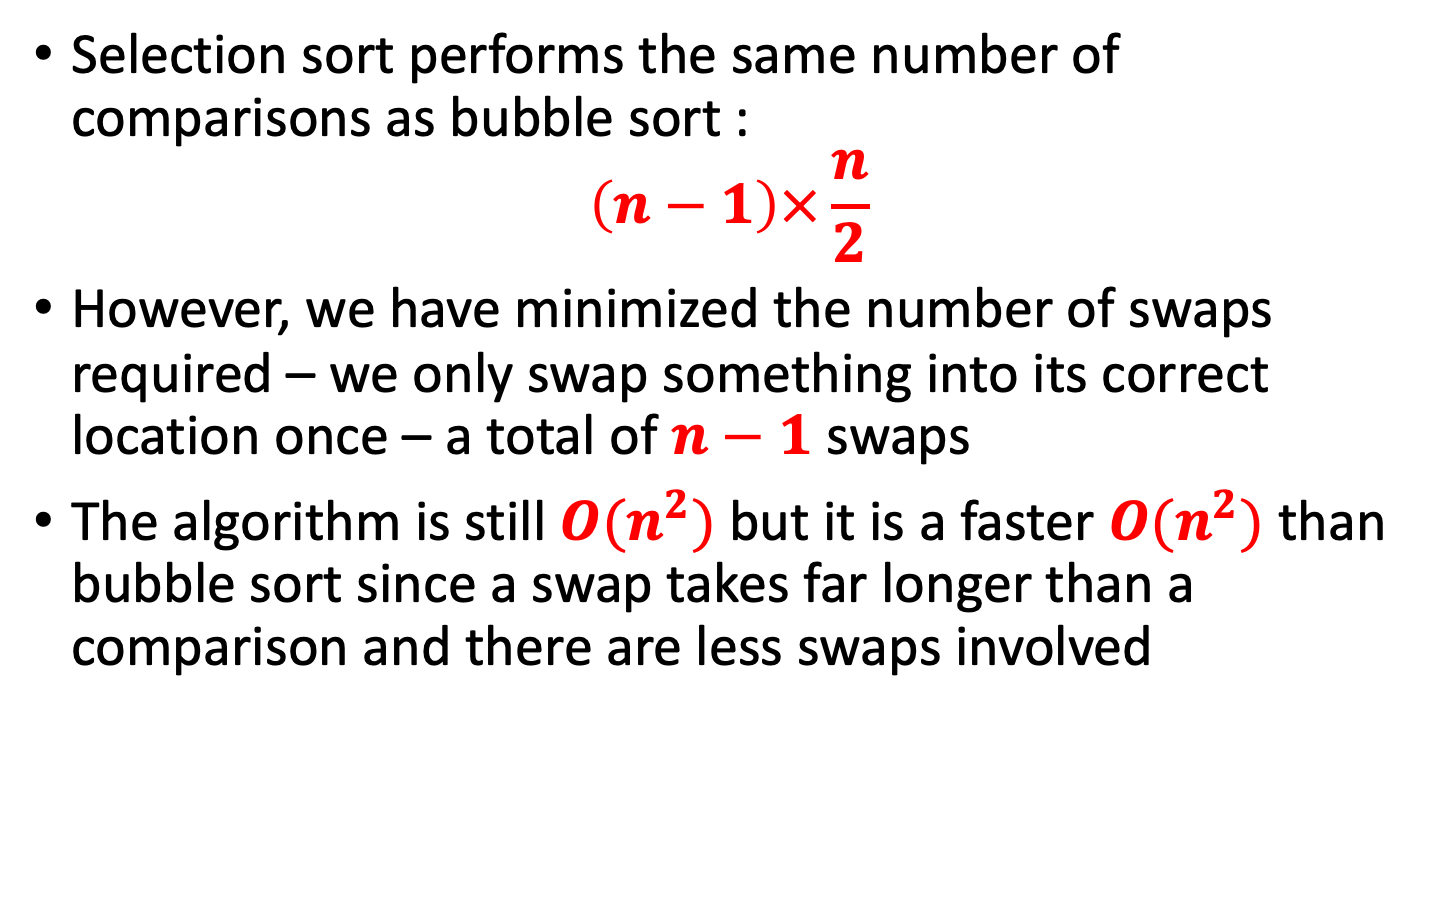 • Selection sort performs the same number of
comparisons as bubble sort :
(n − 1)× n/2
• However, we have minimized the number of swaps
required – we only swap something into its correct
location once – a total of n − 1 swaps
• The algorithm is still O(n²) but it is a faster O(n²) than
bubble sort since a swap takes far longer than a
comparison and there are less swaps involved